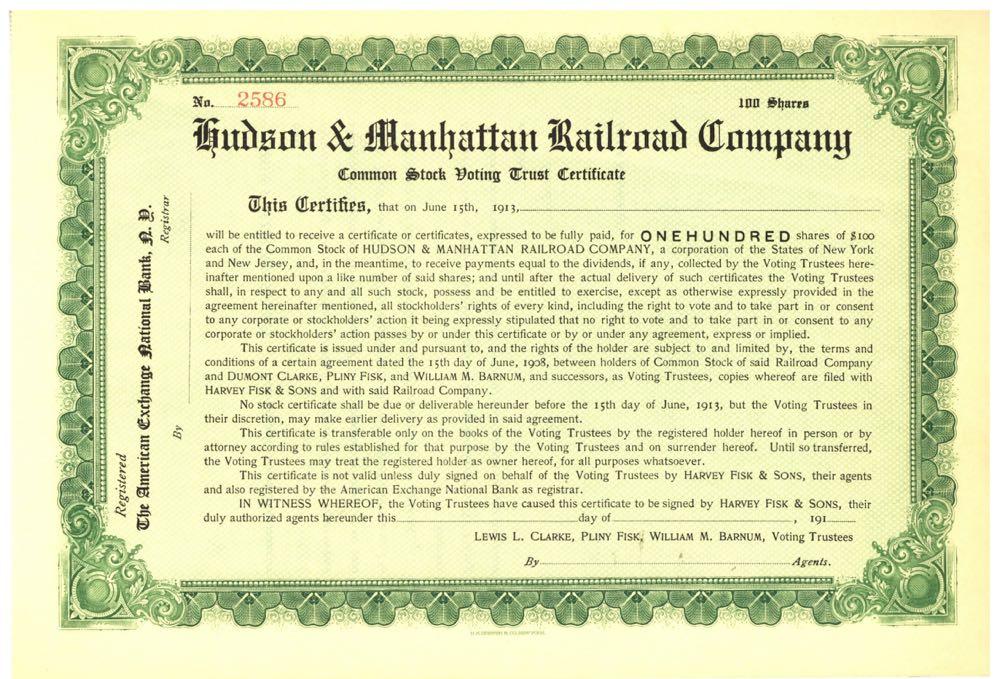 No. 2586 100 Shares
Hudson & Manhattan Railroad Company
Common Stock Voting Trust Certificate
This Certifies, that on June 15th, 1913,
will be entitled to receive a certificate or certificates, expressed to be fully paid, for ONEHUNDRED shares of $100
each of the Common Stock of HUDSON & MANHATTAN RAILROAD COMPANY, a corporation of the States of New York
and New Jersey, and, in the meantime, to receive payments equal to the dividends, if any, collected by the Voting Trustees here-
inafter mentioned upon a like number of said shares; and until after the actual delivery of such certificates the Voting Trustees
shall, in respect to any and all such stock, possess and be entitled to exercise, except as otherwise expressly provided in the
agreement hereinafter mentioned, all stockholders' rights of every kind, including the right to vote and to take part in or consent
to any corporate or stockholders' action it being expressly stipulated that no right to vote and to take part in or consent to any
corporate or stockholders' action passes by or under this certificate or by or under any agreement, express or implied.
This certificate is issued under and pursuant to, and the rights of the holder are subject to and limited by, the terms and
conditions of a certain agreement dated the 15th day of June, 1908, between holders of Common Stock of said Railroad Company
and DUMONT CLARKE, PLINY FISK, and WILLIAM M. BARNUM, and successors, as Voting Trustees, copies whereof are filed with
HARVEY FISK & SONS and with said Railroad Company.
No stock certificate shall be due or deliverable hereunder before the 15th day of June, 1913, but the Voting Trustees in
their discretion, may make earlier delivery as provided in said agreement.
This certificate is transferable only on the books of the Voting Trustees by the registered holder hereof in person or by
attorney according to rules established for that purpose by the Voting Trustees and on surrender hereof. Until so transferred,
the Voting Trustees may treat the registered holder as owner hereof, for all purposes whatsoever.
This certificate is not valid unless duly signed on behalf of the Voting Trustees by HARVEY FISK & SONS, their agents
and also registered by the American Exchange National Bank as registrar.
IN WITNESS WHEREOF, the Voting Trustees have caused this certificate to be signed by HARVEY FISK & SONS, their
duly authorized agents hereunder this day of , 191
LEWIS L. CLARKE, PLINY FISK, WILLIAM M. BARNUM, Voting Trustees
By Agents.
Registered
The American Exchange National Bank, N. Y.
Registrar
By